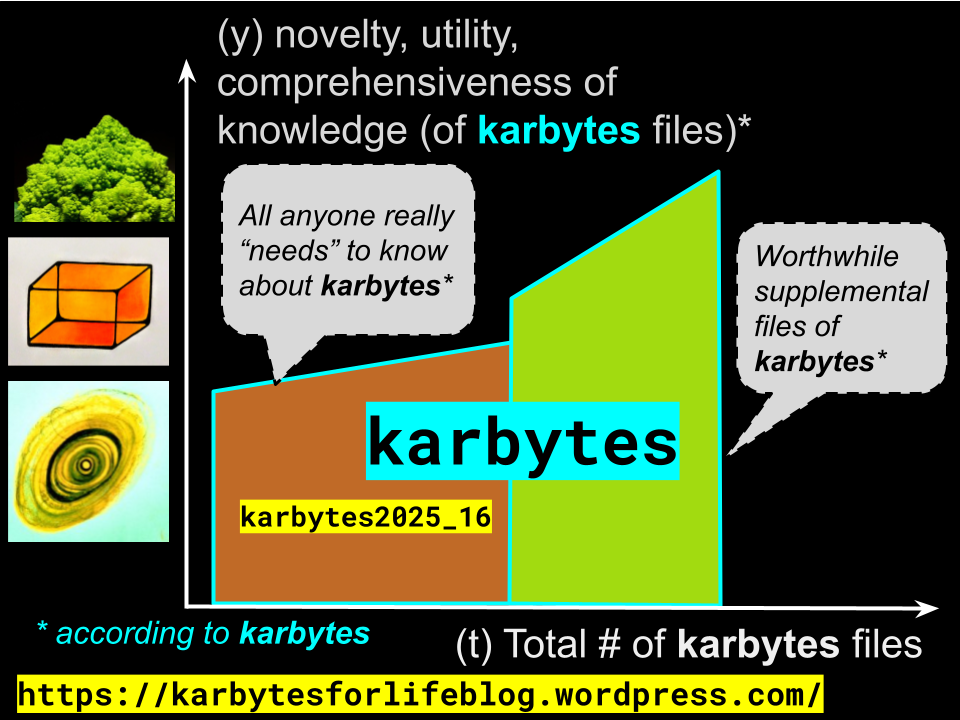 (y) novelty, utility,
comprehensiveness of
knowledge (of karbytes files)*
All anyone really
“needs” to know
about karbytes*
Worthwhile
supplemental
files of
karbytes*
karbytes
karbytes2025_16
* according to karbytes
(t) Total # of karbytes files
https://karbytesforlifeblog.wordpress.com/